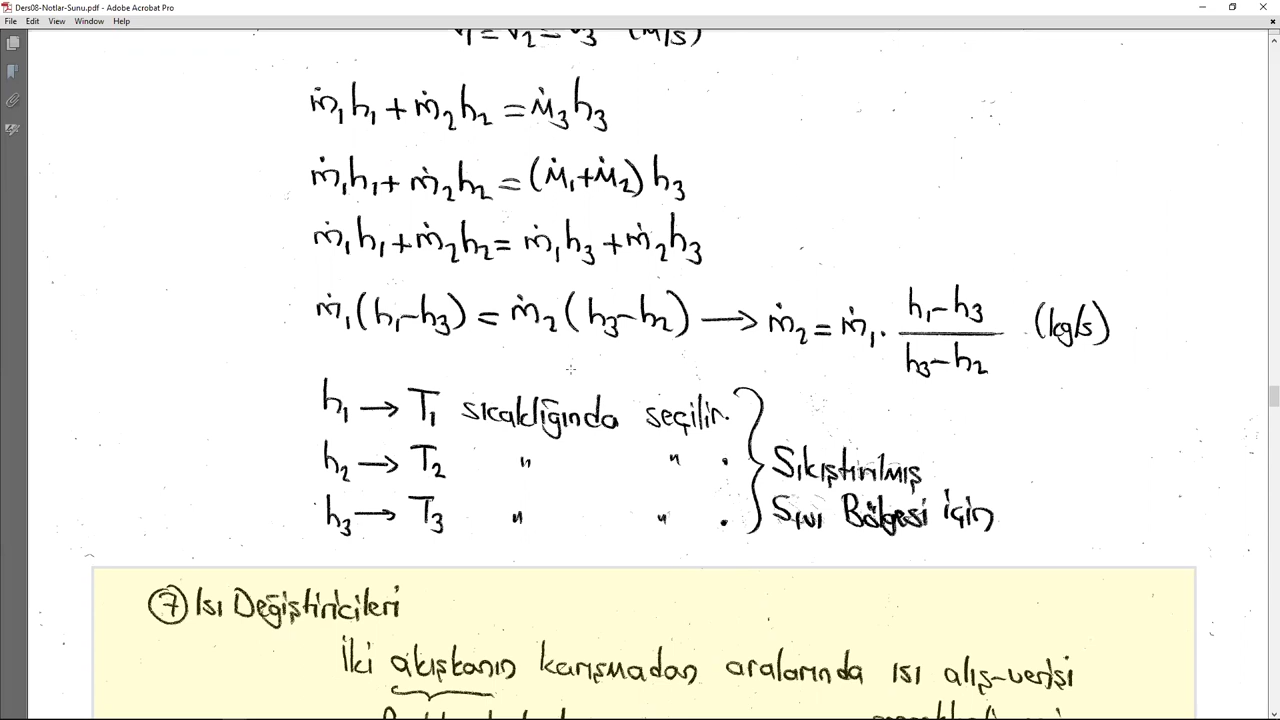 Ders08-Notlar-Sunu.pdf - Adobe Acrobat Pro
File Edit View Window Help
ṁ₁h₁ + ṁ₂h₂ = ṁ₃h₃
ṁ₁h₁ + ṁ₂h₂ = (ṁ₁+ṁ₂) h₃
ṁ₁h₁ + ṁ₂h₂ = ṁ₁h₃ + ṁ₂h₃
ṁ₁(h₁-h₃) = ṁ₂(h₃-h₂) → ṁ₂ = ṁ₁ . (h₁-h₃)/(h₃-h₂) (kg/s)
h₁ → T₁ sıcaklığında seçilir.
h₂ → T₂ " " .
h₃ → T₃ " " .
Sıkıştırılmış
Sıvı Bölgesi için
⑦ Isı Değiştiricileri
İki akışkanın karışmadan aralarında ısı alış-verişi